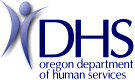 DHS
oregon department
of human services